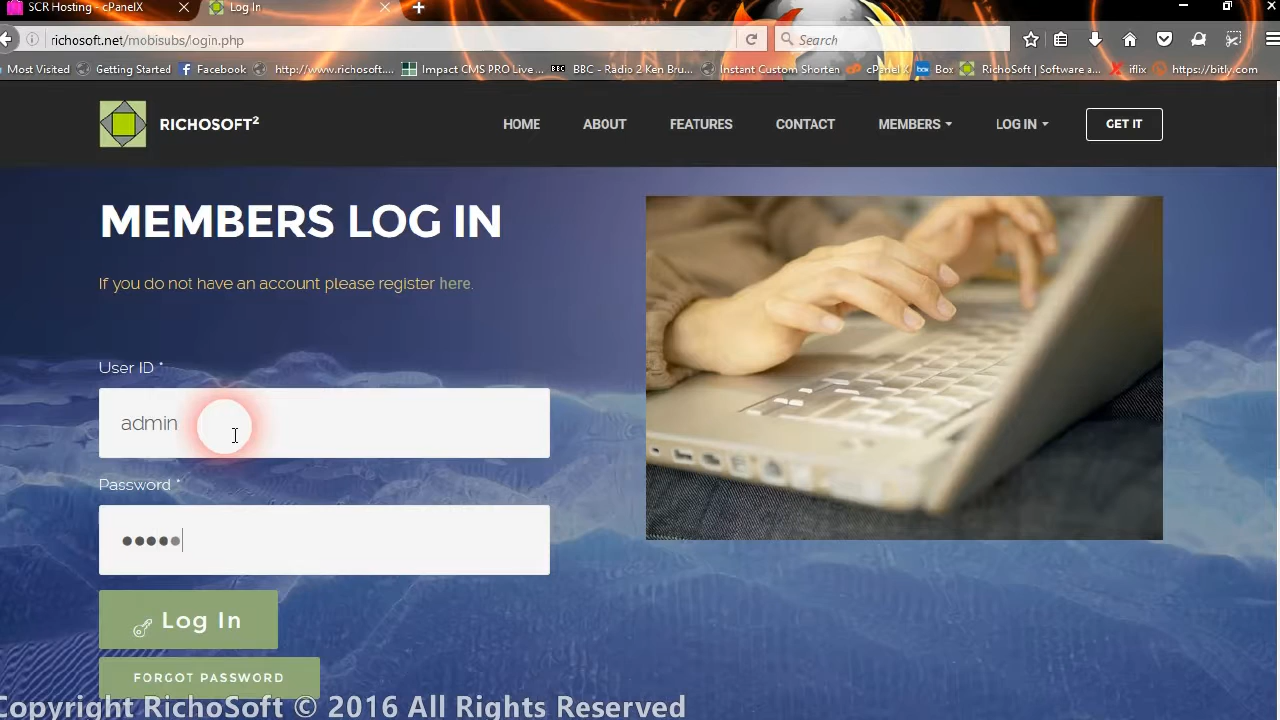 SCR Hosting - cPanelX
Log In
richosoft.net/mobisubs/login.php
Search
Most Visited
Getting Started
Facebook
http://www.richosoft....
Impact CMS PRO Live ...
BBC - Radio 2 Ken Bru...
Instant Custom Shorten
cPanel X
Box
RichoSoft | Software a...
iflix
https://bitly.com
RICHOSOFT²
HOME
ABOUT
FEATURES
CONTACT
MEMBERS
LOG IN
GET IT
MEMBERS LOG IN
If you do not have an account please register here.
User ID *
admin
Password *
Log In
FORGOT PASSWORD
Copyright RichoSoft © 2016 All Rights Reserved